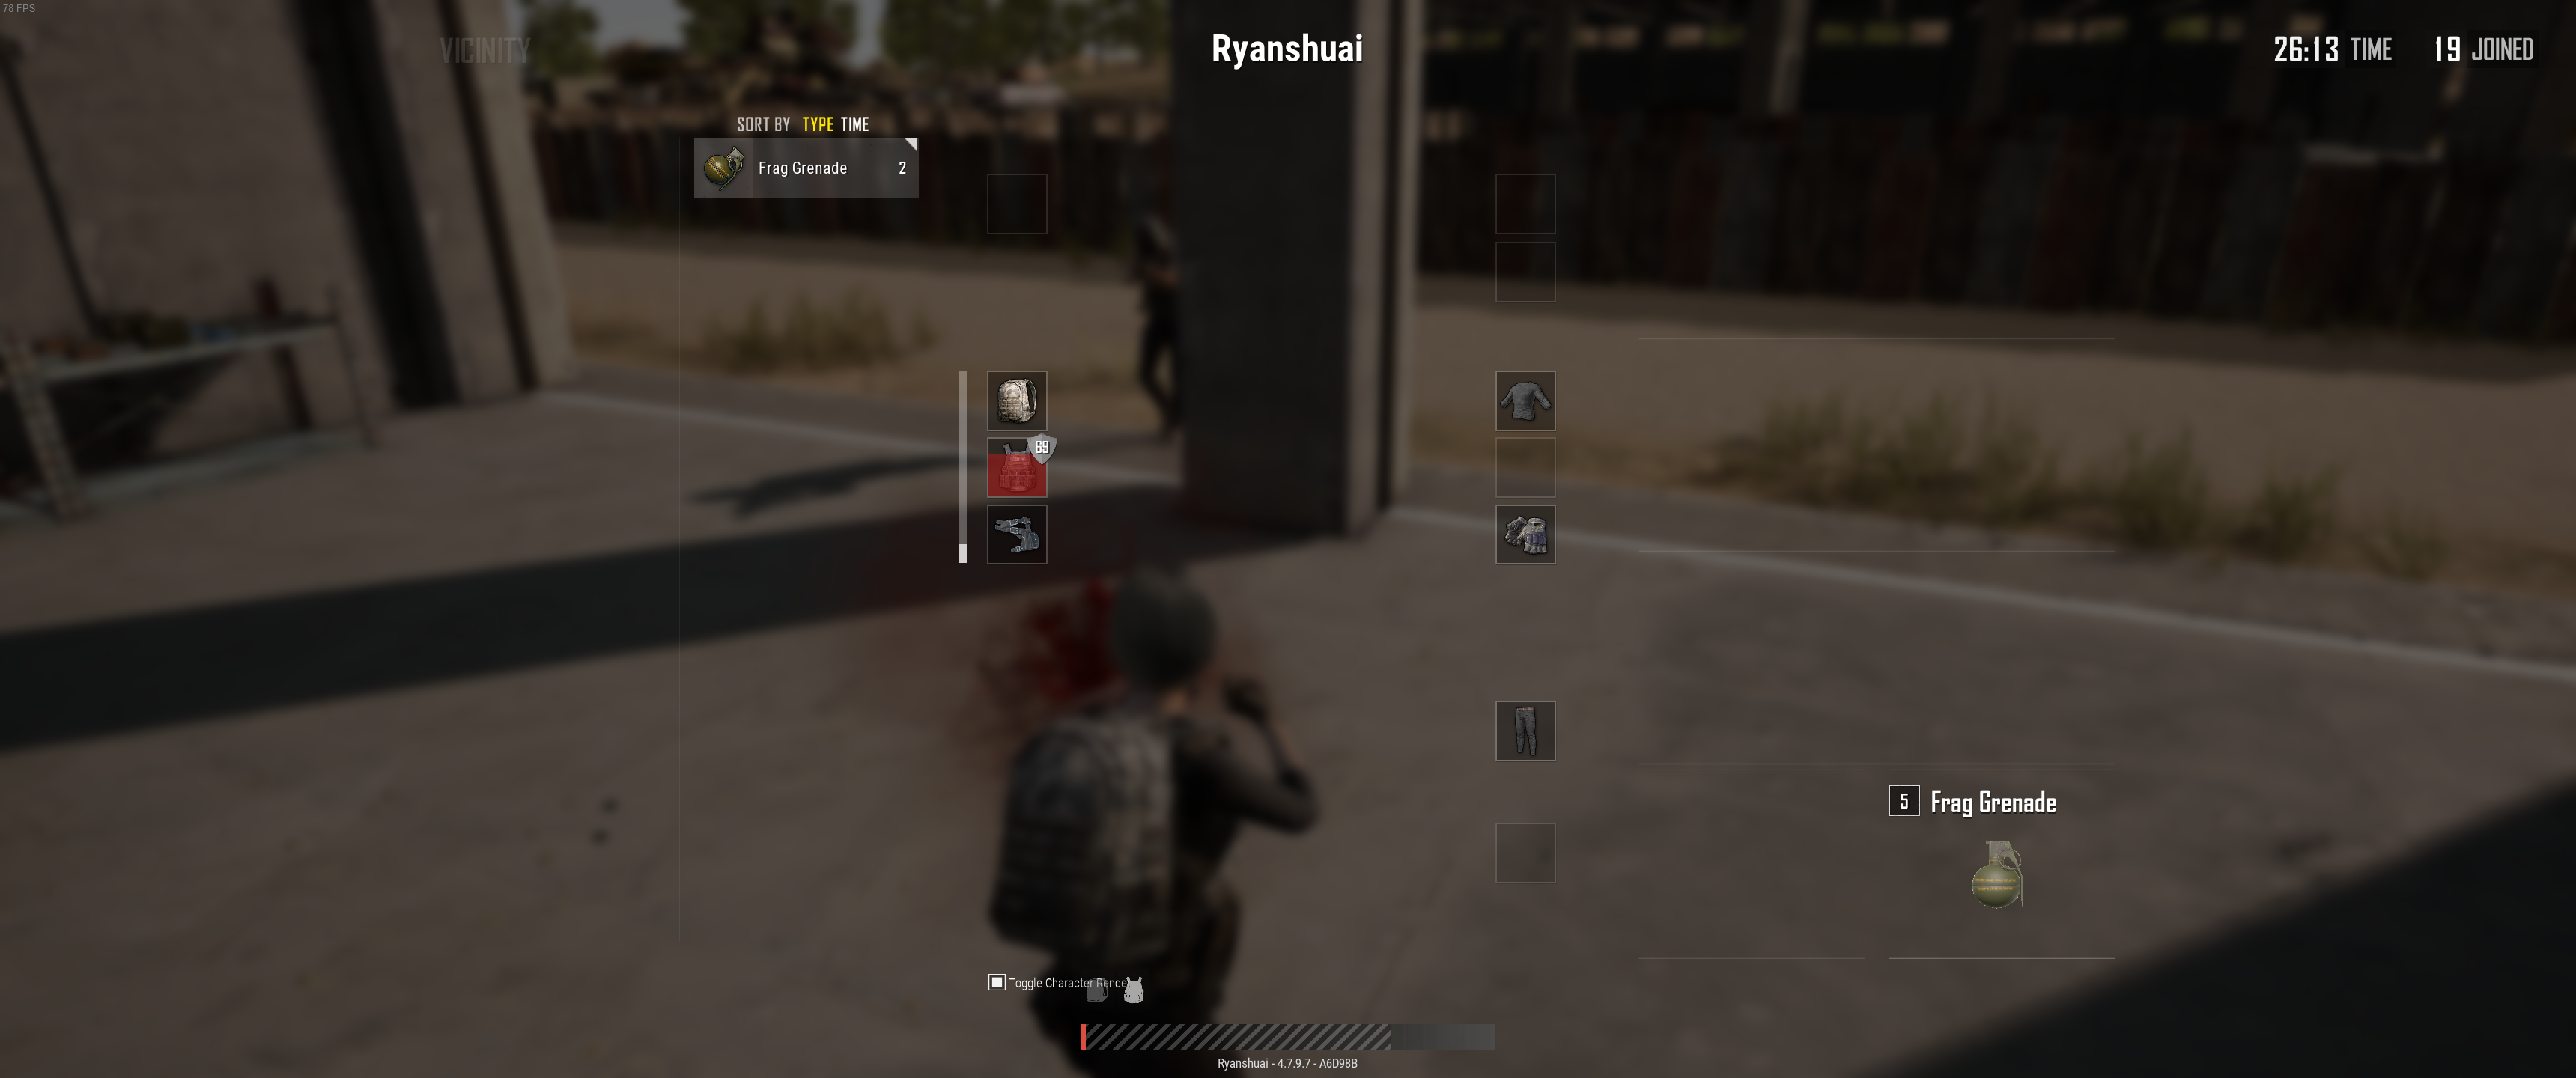 78 FPS
VICINITY
Ryanshuai
26:13 TIME 19 JOINED
SORT BY TYPE TIME
Frag Grenade 2
69
5 Frag Grenade
Toggle Character Render
Ryanshuai - 4.7.9.7 - A6D98B